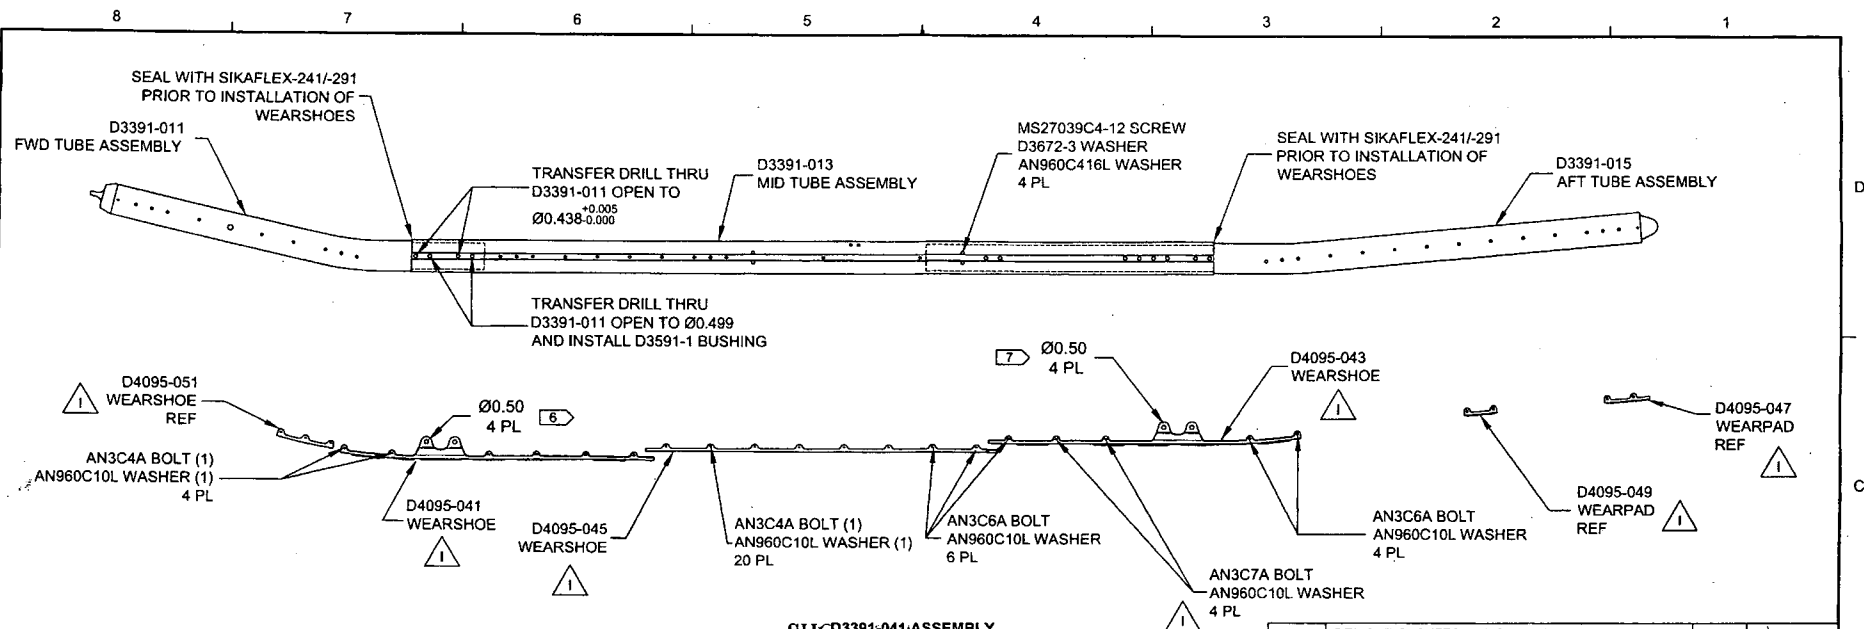 8 7 6 5 4 3 2 1
SEAL WITH SIKAFLEX-241/-291
PRIOR TO INSTALLATION OF
WEARSHOES
D3391-011
FWD TUBE ASSEMBLY
TRANSFER DRILL THRU
D3391-011 OPEN TO
Ø0.438 +0.005 -0.000
D3391-013
MID TUBE ASSEMBLY
MS27039C4-12 SCREW
D3672-3 WASHER
AN960C416L WASHER
4 PL
SEAL WITH SIKAFLEX-241/-291
PRIOR TO INSTALLATION OF
WEARSHOES
D3391-015
AFT TUBE ASSEMBLY
D
TRANSFER DRILL THRU
D3391-011 OPEN TO Ø0.499
AND INSTALL D3591-1 BUSHING
D4095-051
WEARSHOE
REF
1
Ø0.50
4 PL
6
7
Ø0.50
4 PL
D4095-043
WEARSHOE
1
D4095-047
WEARPAD
REF
1
AN3C4A BOLT (1)
AN960C10L WASHER (1)
4 PL
D4095-041
WEARSHOE
1
D4095-045
WEARSHOE
1
AN3C4A BOLT (1)
AN960C10L WASHER (1)
20 PL
AN3C6A BOLT
AN960C10L WASHER
6 PL
AN3C7A BOLT
AN960C10L WASHER
4 PL
1
AN3C6A BOLT
AN960C10L WASHER
4 PL
D4095-049
WEARPAD
REF
1
C
D3391-041 ASSEMBLY